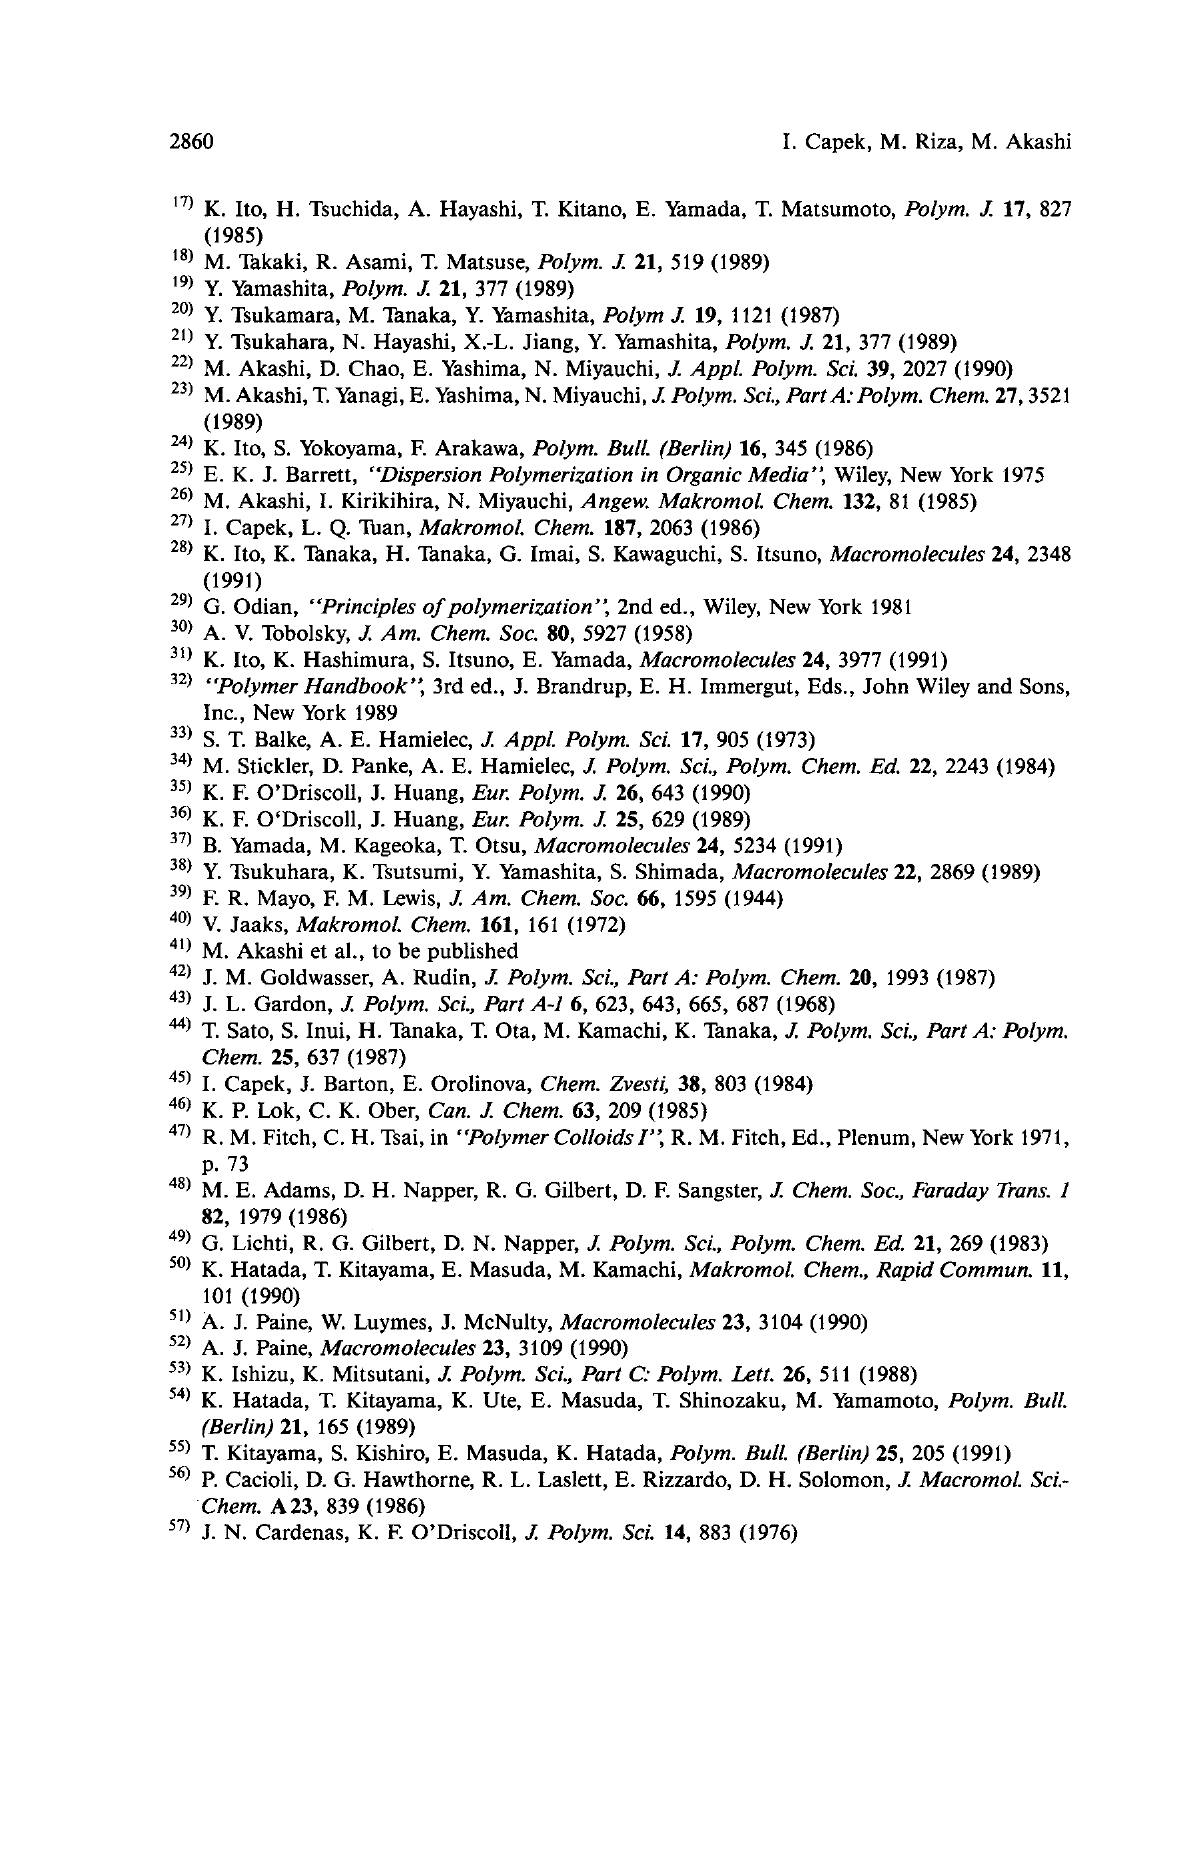 2860 I. Capek, M. Riza, M. Akashi
17) K. Ito, H. Tsuchida, A. Hayashi, T. Kitano, E. Yamada, T. Matsumoto, Polym. J. 17, 827
(1985)
18) M. Takaki, R. Asami, T. Matsuse, Polym. J. 21, 519 (1989)
19) Y. Yamashita, Polym. J. 21, 377 (1989)
20) Y. Tsukamara, M. Tanaka, Y. Yamashita, Polym J. 19, 1121 (1987)
21) Y. Tsukahara, N. Hayashi, X.-L. Jiang, Y. Yamashita, Polym. J. 21, 377 (1989)
22) M. Akashi, D. Chao, E. Yashima, N. Miyauchi, J. Appl. Polym. Sci. 39, 2027 (1990)
23) M. Akashi, T. Yanagi, E. Yashima, N. Miyauchi, J. Polym. Sci., Part A: Polym. Chem. 27, 3521
(1989)
24) K. Ito, S. Yokoyama, F. Arakawa, Polym. Bull. (Berlin) 16, 345 (1986)
25) E. K. J. Barrett, "Dispersion Polymerization in Organic Media", Wiley, New York 1975
26) M. Akashi, I. Kirikihira, N. Miyauchi, Angew. Makromol. Chem. 132, 81 (1985)
27) I. Capek, L. Q. Tuan, Makromol. Chem. 187, 2063 (1986)
28) K. Ito, K. Tanaka, H. Tanaka, G. Imai, S. Kawaguchi, S. Itsuno, Macromolecules 24, 2348
(1991)
29) G. Odian, "Principles of polymerization", 2nd ed., Wiley, New York 1981
30) A. V. Tobolsky, J. Am. Chem. Soc. 80, 5927 (1958)
31) K. Ito, K. Hashimura, S. Itsuno, E. Yamada, Macromolecules 24, 3977 (1991)
32) "Polymer Handbook", 3rd ed., J. Brandrup, E. H. Immergut, Eds., John Wiley and Sons,
Inc., New York 1989
33) S. T. Balke, A. E. Hamielec, J. Appl. Polym. Sci. 17, 905 (1973)
34) M. Stickler, D. Panke, A. E. Hamielec, J. Polym. Sci., Polym. Chem. Ed. 22, 2243 (1984)
35) K. F. O'Driscoll, J. Huang, Eur. Polym. J. 26, 643 (1990)
36) K. F. O‘Driscoll, J. Huang, Eur. Polym. J. 25, 629 (1989)
37) B. Yamada, M. Kageoka, T. Otsu, Macromolecules 24, 5234 (1991)
38) Y. Tsukuhara, K. Tsutsumi, Y. Yamashita, S. Shimada, Macromolecules 22, 2869 (1989)
39) F. R. Mayo, F. M. Lewis, J. Am. Chem. Soc. 66, 1595 (1944)
40) V. Jaaks, Makromol. Chem. 161, 161 (1972)
41) M. Akashi et al., to be published
42) J. M. Goldwasser, A. Rudin, J. Polym. Sci., Part A: Polym. Chem. 20, 1993 (1987)
43) J. L. Gardon, J. Polym. Sci., Part A-1 6, 623, 643, 665, 687 (1968)
44) T. Sato, S. Inui, H. Tanaka, T. Ota, M. Kamachi, K. Tanaka, J. Polym. Sci., Part A: Polym.
Chem. 25, 637 (1987)
45) I. Capek, J. Barton, E. Orolinova, Chem. Zvesti, 38, 803 (1984)
46) K. P. Lok, C. K. Ober, Can. J. Chem. 63, 209 (1985)
47) R. M. Fitch, C. H. Tsai, in "Polymer Colloids I", R. M. Fitch, Ed., Plenum, New York 1971,
p. 73
48) M. E. Adams, D. H. Napper, R. G. Gilbert, D. F. Sangster, J. Chem. Soc., Faraday Trans. 1
82, 1979 (1986)
49) G. Lichti, R. G. Gilbert, D. N. Napper, J. Polym. Sci., Polym. Chem. Ed. 21, 269 (1983)
50) K. Hatada, T. Kitayama, E. Masuda, M. Kamachi, Makromol. Chem., Rapid Commun. 11,
101 (1990)
51) A. J. Paine, W. Luymes, J. McNulty, Macromolecules 23, 3104 (1990)
52) A. J. Paine, Macromolecules 23, 3109 (1990)
53) K. Ishizu, K. Mitsutani, J. Polym. Sci., Part C: Polym. Lett. 26, 511 (1988)
54) K. Hatada, T. Kitayama, K. Ute, E. Masuda, T. Shinozaku, M. Yamamoto, Polym. Bull.
(Berlin) 21, 165 (1989)
55) T. Kitayama, S. Kishiro, E. Masuda, K. Hatada, Polym. Bull. (Berlin) 25, 205 (1991)
56) P. Cacioli, D. G. Hawthorne, R. L. Laslett, E. Rizzardo, D. H. Solomon, J. Macromol. Sci.-
Chem. A23, 839 (1986)
57) J. N. Cardenas, K. F. O'Driscoll, J. Polym. Sci. 14, 883 (1976)